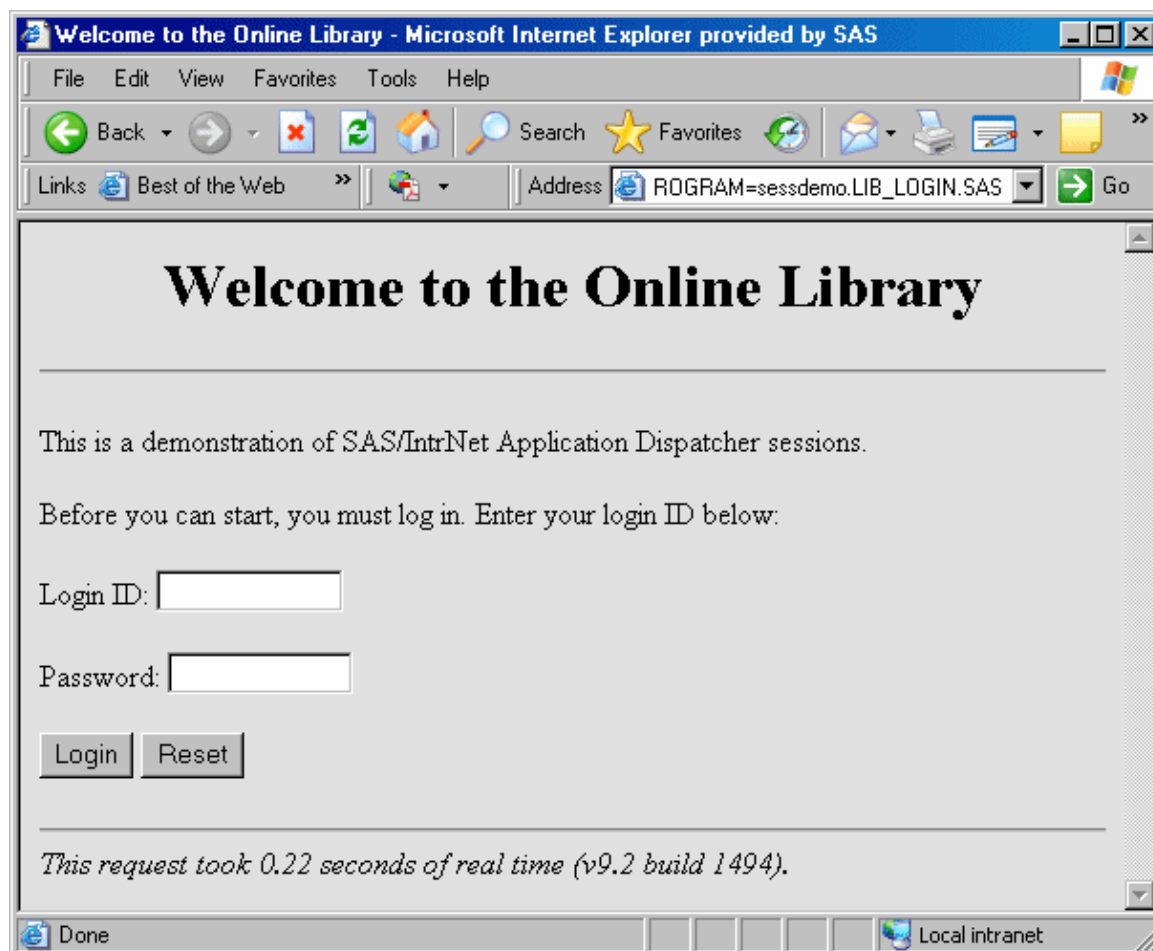 Welcome to the Online Library - Microsoft Internet Explorer provided by SAS
File Edit View Favorites Tools Help
Back Search Favorites »
Links Best of the Web » Address ROGRAM=sessdemo.LIB_LOGIN.SAS Go
Welcome to the Online Library
This is a demonstration of SAS/IntrNet Application Dispatcher sessions.
Before you can start, you must log in. Enter your login ID below:
Login ID:
Password:
Login Reset
This request took 0.22 seconds of real time (v9.2 build 1494).
Done Local intranet